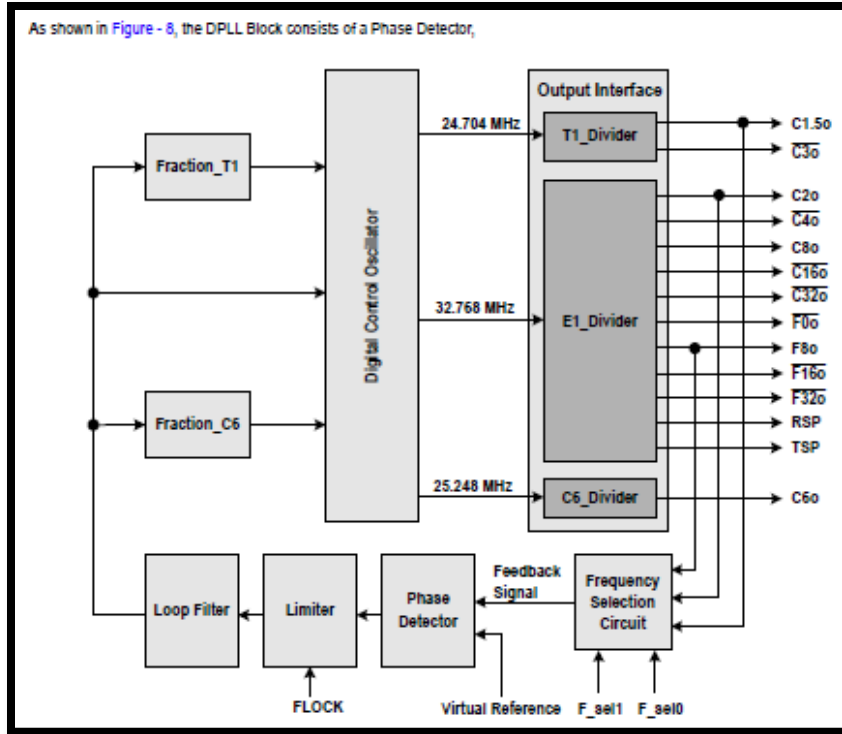 As shown in Figure - 8, the DPLL Block consists of a Phase Detector,
Output Interface
24.704 MHz
T1_Divider
C1.5o
C3o
Fraction_T1
Digital Control Oscillator
C2o
C4o
C8o
C16o
C32o
32.768 MHz
E1_Divider
F0o
F8o
F16o
F32o
Fraction_C6
RSP
TSP
25.248 MHz
C6_Divider
C6o
Loop Filter
Limiter
Phase
Detector
Feedback
Signal
Frequency
Selection
Circuit
FLOCK
Virtual Reference
F_sel1
F_sel0